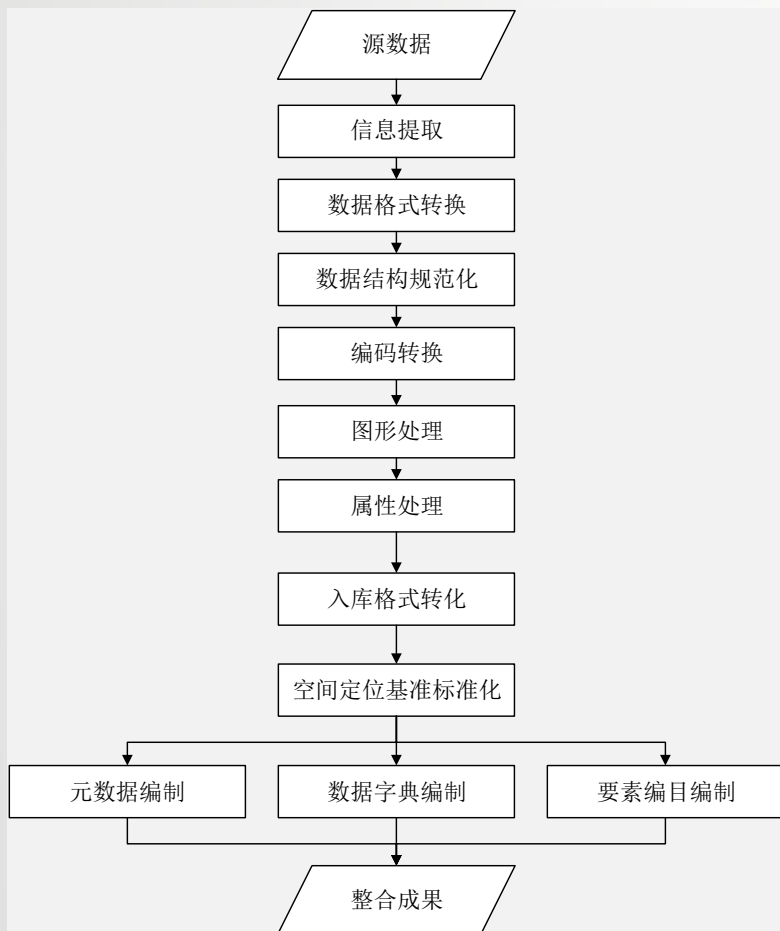 源数据
信息提取
数据格式转换
数据结构规范化
编码转换
图形处理
属性处理
入库格式转化
空间定位基准标准化
元数据编制
数据字典编制
要素编目编制
整合成果